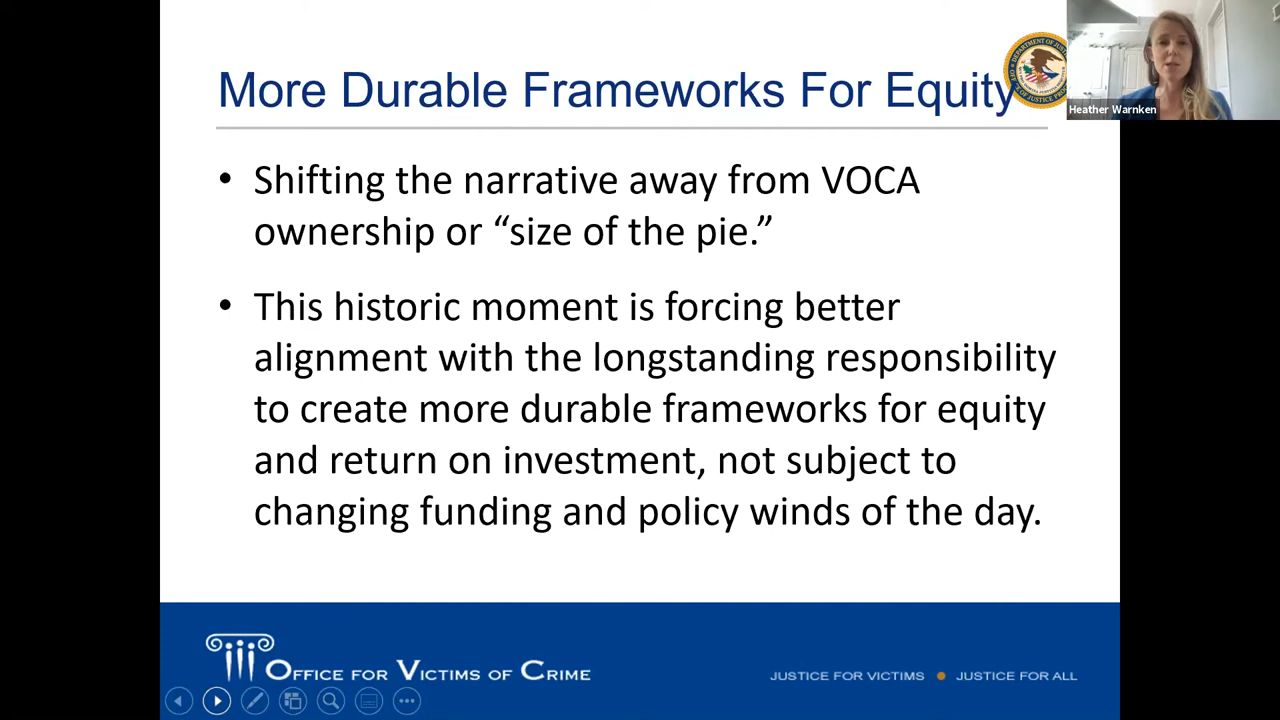 More Durable Frameworks For Equity
Heather Warnken
• Shifting the narrative away from VOCA
ownership or “size of the pie.”
• This historic moment is forcing better
alignment with the longstanding responsibility
to create more durable frameworks for equity
and return on investment, not subject to
changing funding and policy winds of the day.
OFFICE FOR VICTIMS OF CRIME
JUSTICE FOR VICTIMS ● JUSTICE FOR ALL